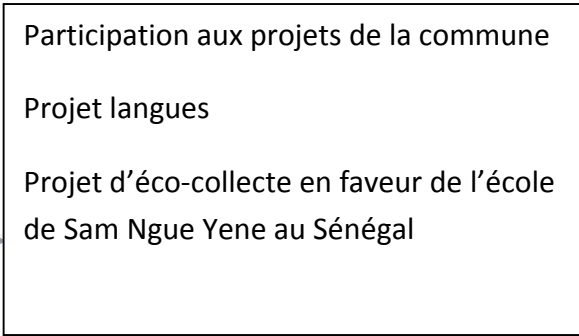 Participation aux projets de la commune
Projet langues
Projet d’éco-collecte en faveur de l’école
de Sam Ngue Yene au Sénégal